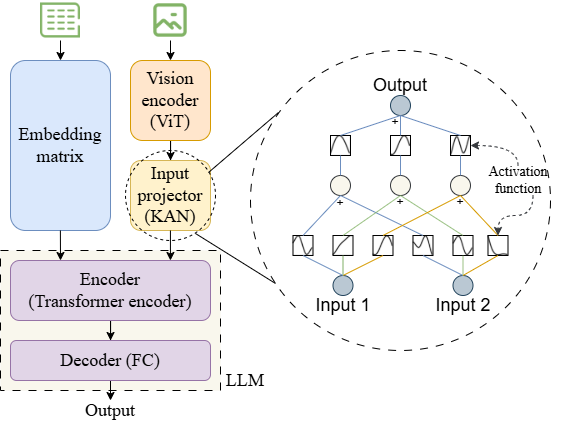 Embedding
matrix
Vision
encoder
(ViT)
Input
projector
(KAN)
Encoder
(Transformer encoder)
Decoder (FC)
LLM
Output
Output
+
Activation
function
+
+
+
Input 1
Input 2